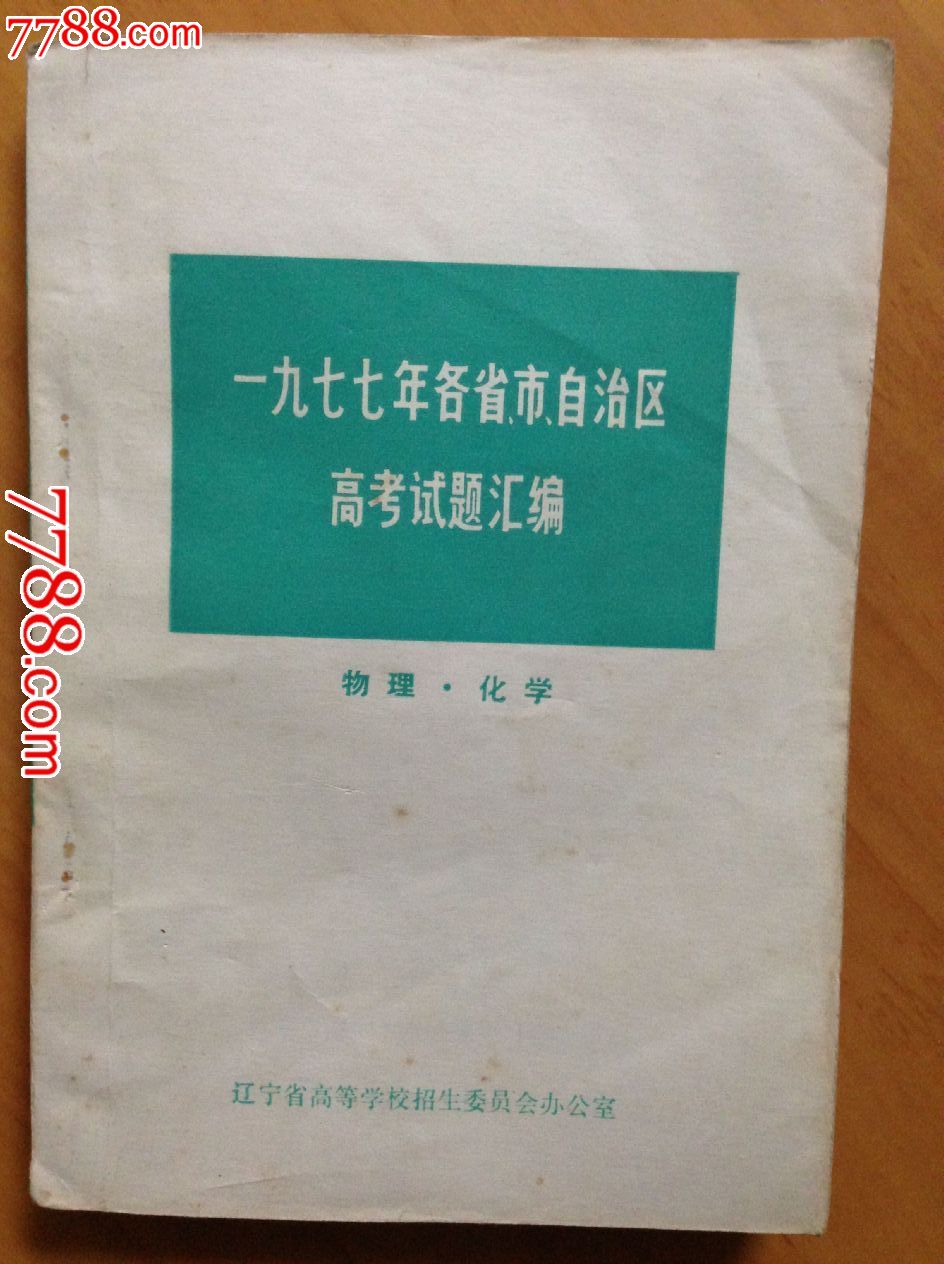 7788.com
一九七七年各省、市、自治区
高考试题汇编
物理·化学
7788.com
辽宁省高等学校招生委员会办公室